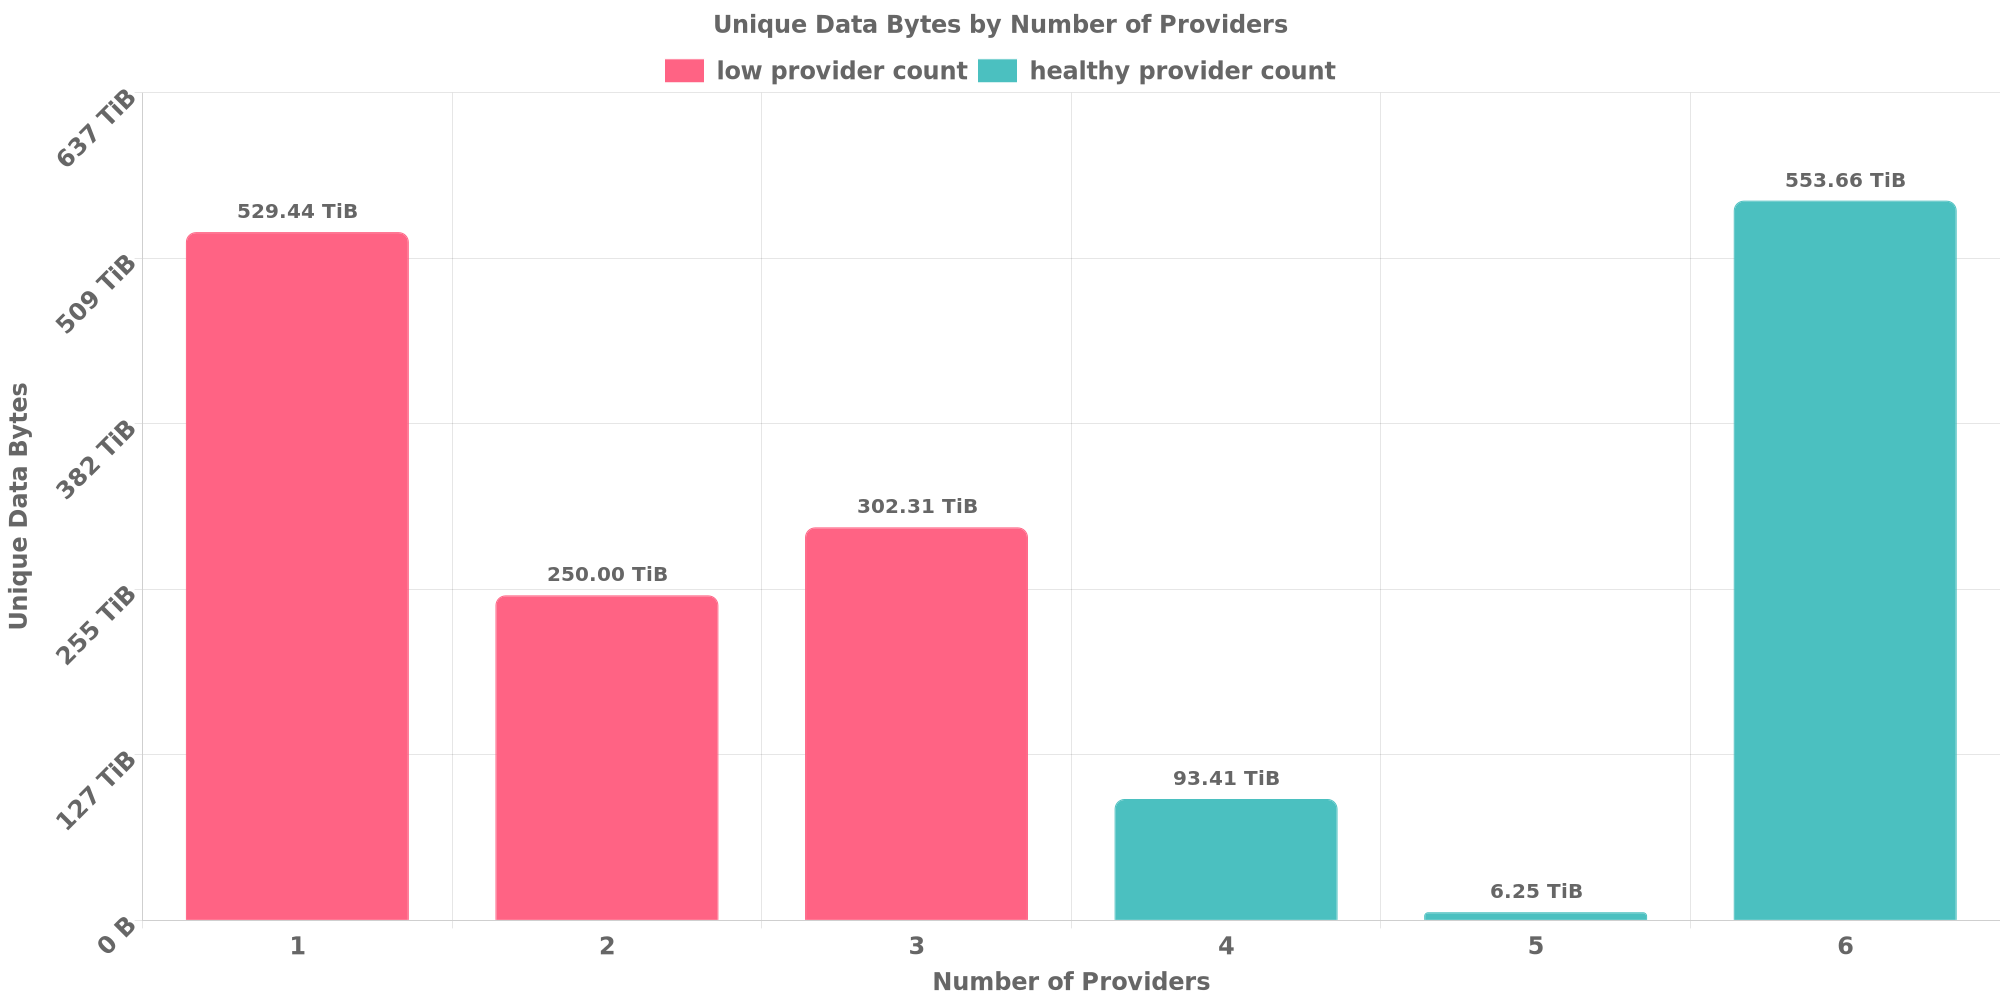 Unique Data Bytes by Number of Providers
low provider count healthy provider count
637 TiB
509 TiB
382 TiB
255 TiB
127 TiB
0 B
Unique Data Bytes
529.44 TiB
250.00 TiB
302.31 TiB
93.41 TiB
6.25 TiB
553.66 TiB
1 2 3 4 5 6
Number of Providers